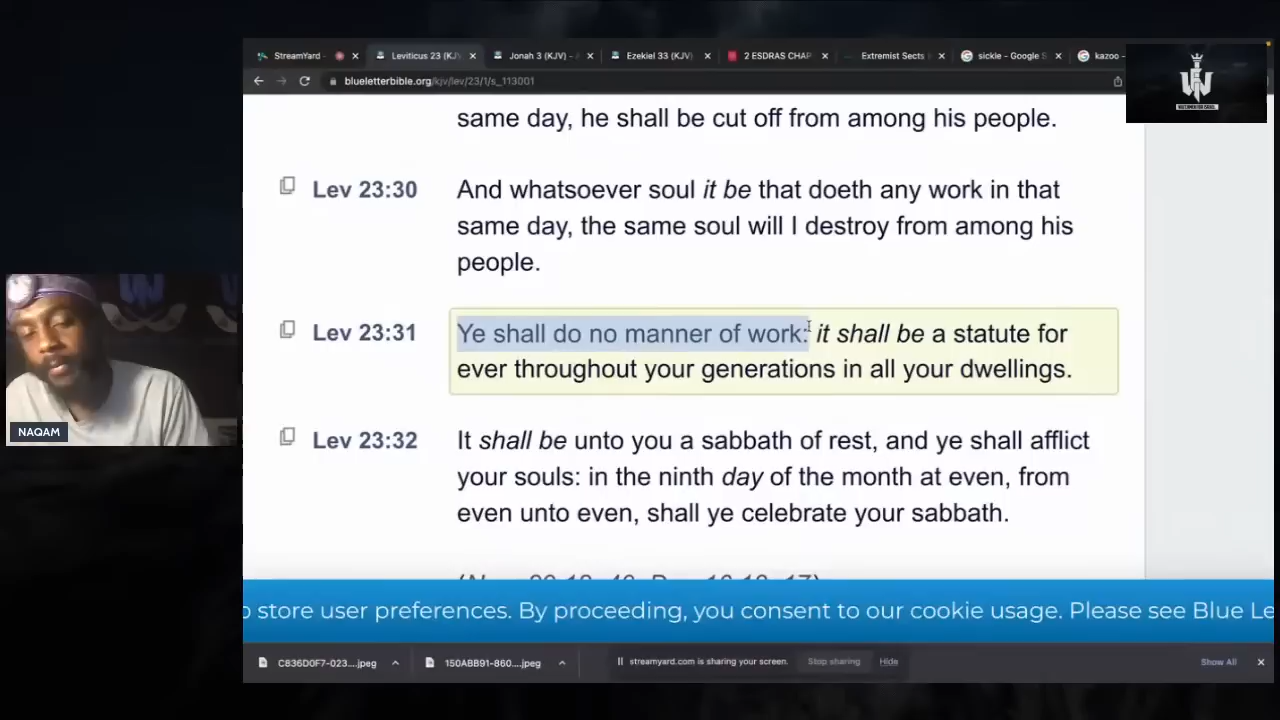 StreamYard
Leviticus 23 (KJV
Jonah 3 (KJV) -
Ezekiel 33 (KJV)
2 ESDRAS CHAP
Extremist Sects
sickle - Google S
kazoo -
blueletterbible.org/kjv/lev/23/1/s_113001
same day, he shall be cut off from among his people.
Lev 23:30 And whatsoever soul it be that doeth any work in that
same day, the same soul will I destroy from among his
people.
Lev 23:31 Ye shall do no manner of work: it shall be a statute for
ever throughout your generations in all your dwellings.
NAQAM
Lev 23:32 It shall be unto you a sabbath of rest, and ye shall afflict
your souls: in the ninth day of the month at even, from
even unto even, shall ye celebrate your sabbath.
o store user preferences. By proceeding, you consent to our cookie usage. Please see Blue Le
C836D0F7-023....jpeg
150ABB91-860....jpeg
streamyard.com is sharing your screen.
Stop sharing
Hide
Show All